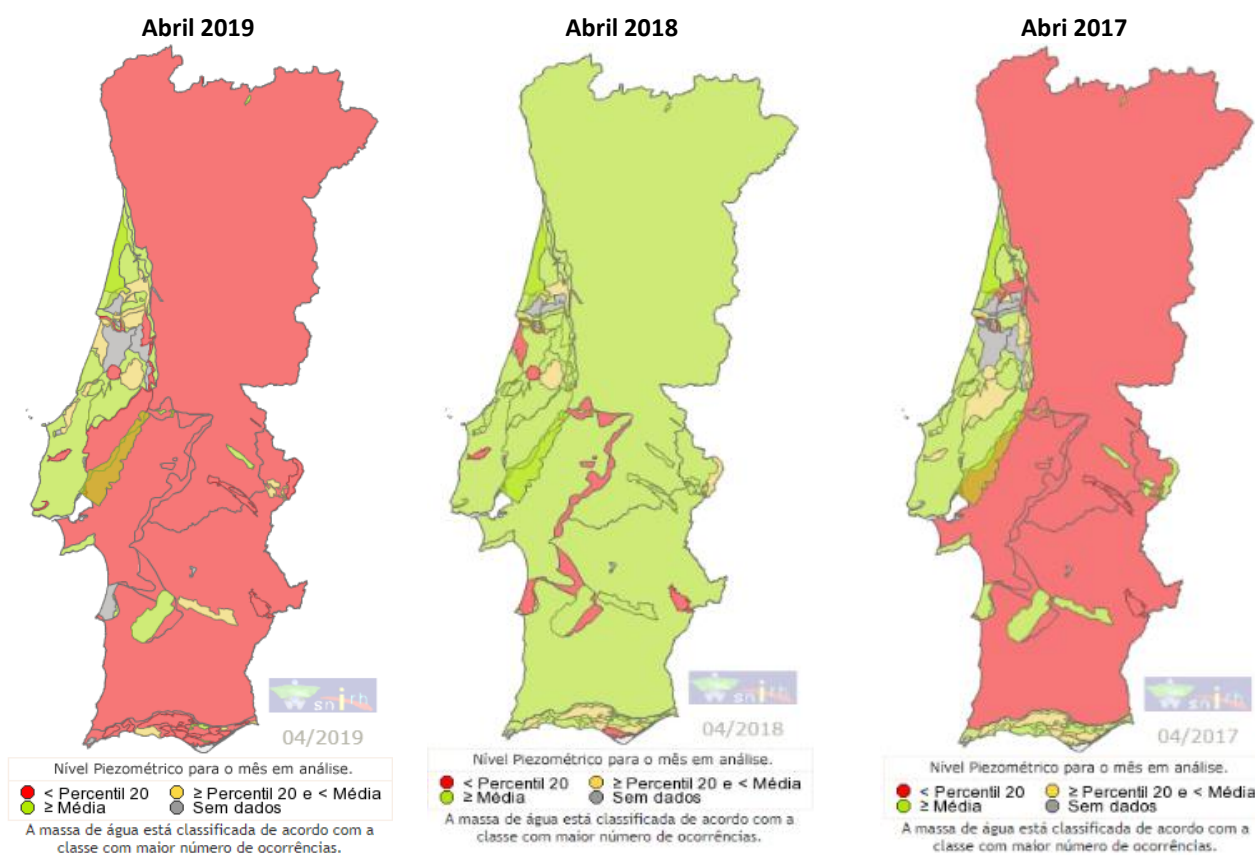 Abril 2019
Abril 2018
Abri 2017
snirh
04/2019
snirh
04/2018
snirh
04/2017
Nível Piezométrico para o mês em análise.
< Percentil 20 ≥ Percentil 20 e < Média
≥ Média Sem dados
A massa de água está classificada de acordo com a
classe com maior número de ocorrências.
Nível Piezométrico para o mês em análise.
< Percentil 20 ≥ Percentil 20 e < Média
≥ Média Sem dados
A massa de água está classificada de acordo com a
classe com maior número de ocorrências.
Nível Piezométrico para o mês em análise.
< Percentil 20 ≥ Percentil 20 e < Média
≥ Média Sem dados
A massa de água está classificada de acordo com a
classe com maior número de ocorrências.